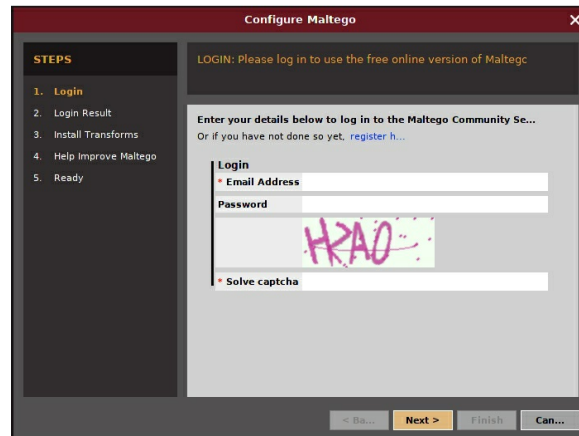 Configure Maltego
STEPS
1. Login
2. Login Result
3. Install Transforms
4. Help Improve Maltego
5. Ready
LOGIN: Please log in to use the free online version of Maltegc
Enter your details below to log in to the Maltego Community Se...
Or if you have not done so yet, register h...
Login
* Email Address
Password
* Solve captcha
< Ba...
Next >
Finish
Can...